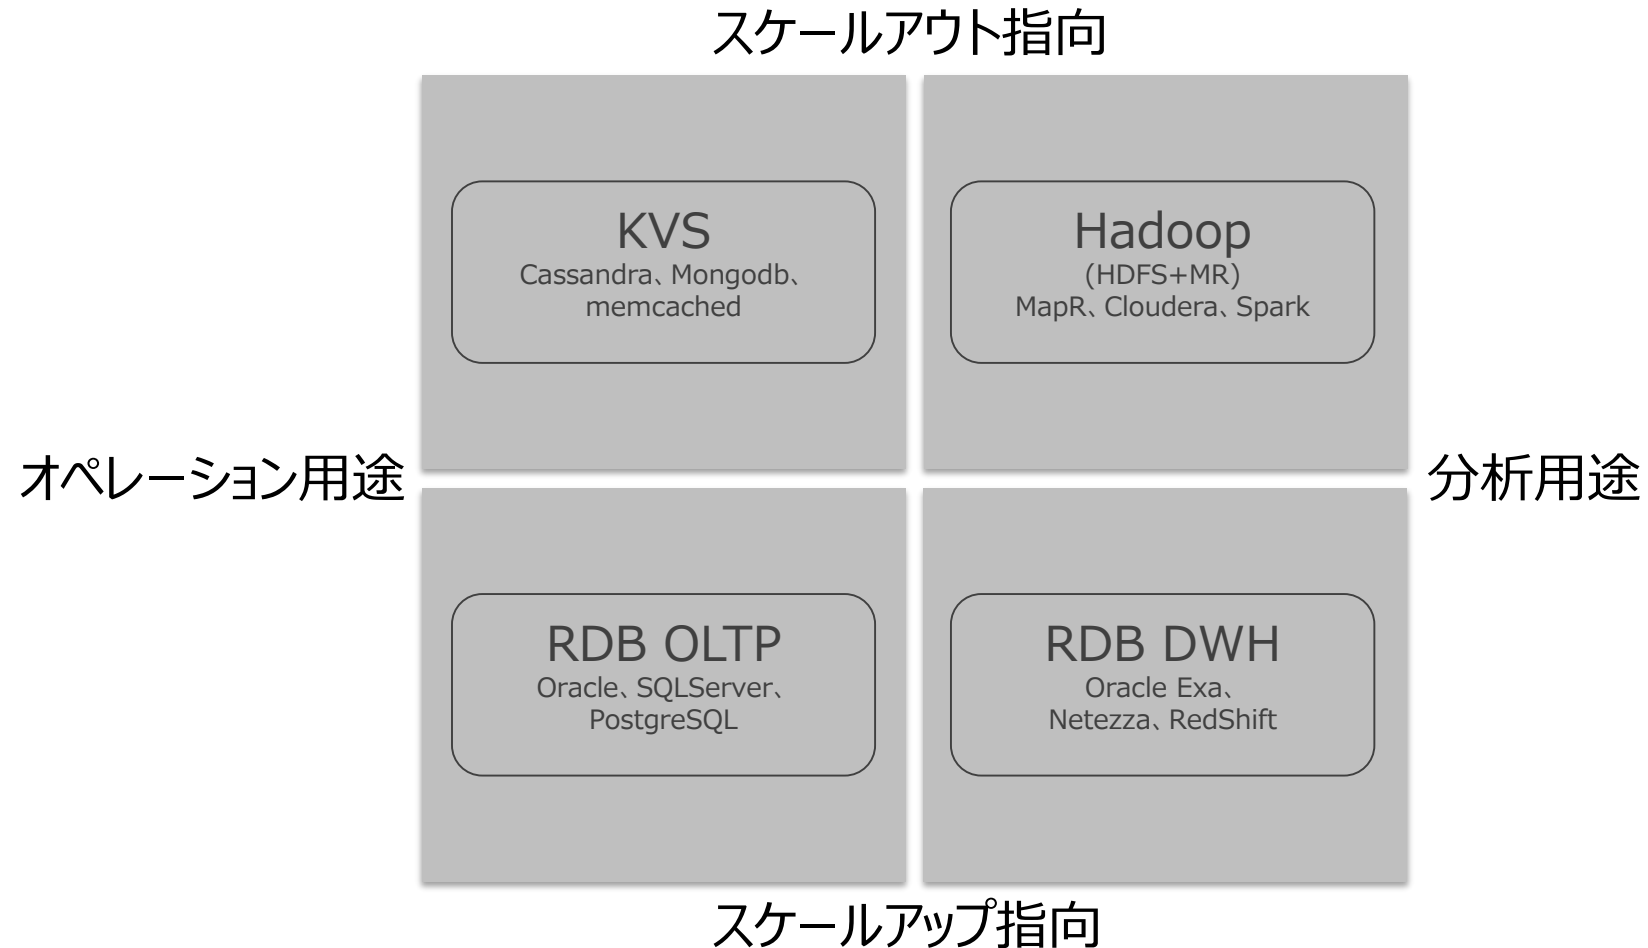 スケールアウト指向
KVS
Cassandra、Mongodb、
memcached
Hadoop
(HDFS+MR)
MapR、Cloudera、Spark
オペレーション用途
分析用途
RDB OLTP
Oracle、SQLServer、
PostgreSQL
RDB DWH
Oracle Exa、
Netezza、RedShift
スケールアップ指向